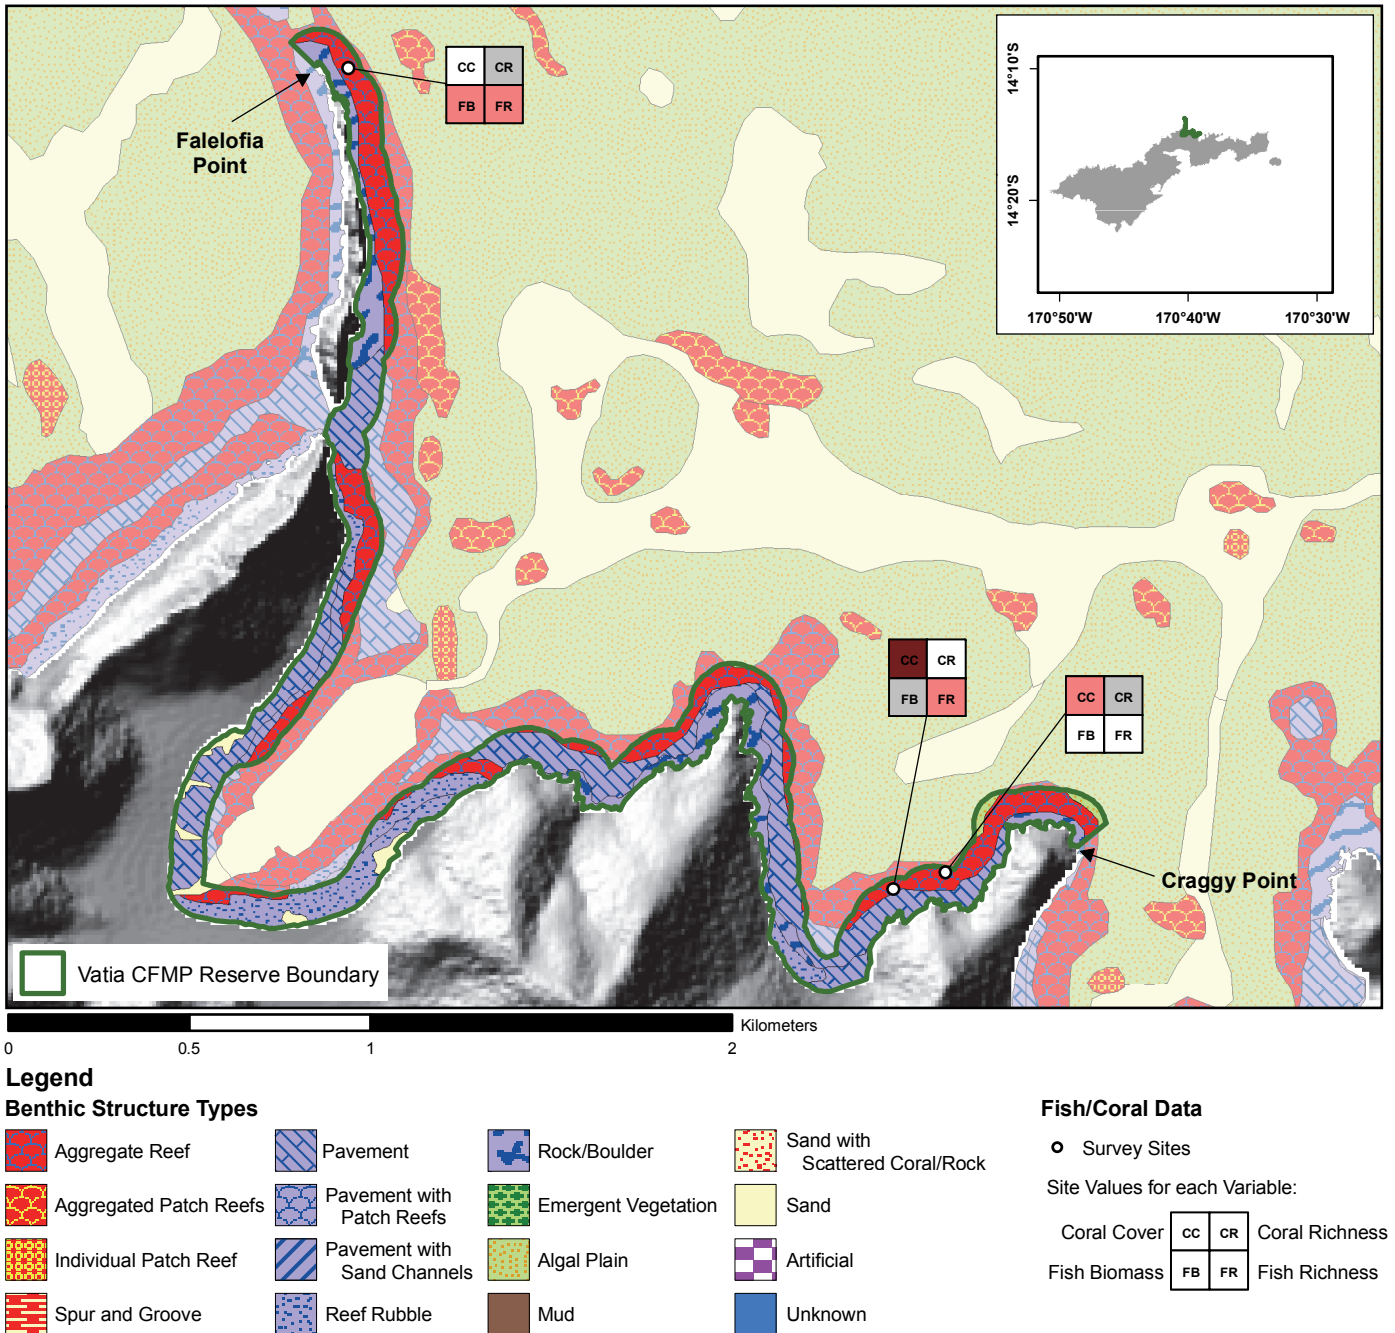 CC CR
FB FR
Falelofia
Point
14°10'S
14°20'S
170°50'W 170°40'W 170°30'W
CC CR
FB FR
CC CR
FB FR
Craggy Point
Vatia CFMP Reserve Boundary
Kilometers
0 0.5 1 2
Legend
Benthic Structure Types
Aggregate Reef
Aggregated Patch Reefs
Individual Patch Reef
Spur and Groove
Pavement
Pavement with
Patch Reefs
Pavement with
Sand Channels
Reef Rubble
Rock/Boulder
Emergent Vegetation
Algal Plain
Mud
Sand with
Scattered Coral/Rock
Sand
Artificial
Unknown
Fish/Coral Data
Survey Sites
Site Values for each Variable:
Coral Cover CC CR Coral Richness
Fish Biomass FB FR Fish Richness